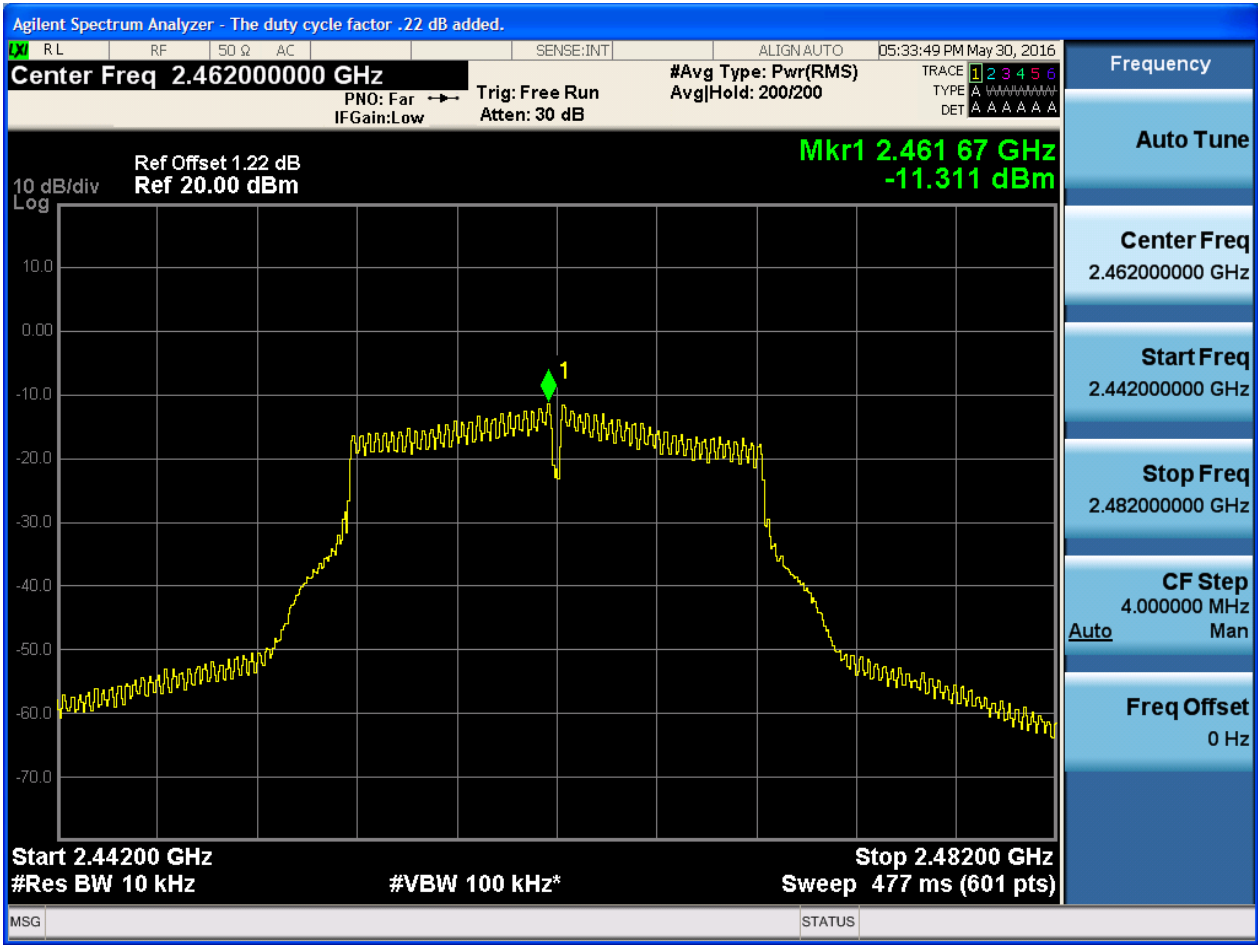 Agilent Spectrum Analyzer - The duty cycle factor .22 dB added.
LXI RL RF 50 Ω AC SENSE:INT ALIGNAUTO 05:33:49 PM May 30, 2016
Center Freq 2.462000000 GHz
PNO: Far
IFGain:Low
Trig: Free Run
Atten: 30 dB
#Avg Type: Pwr(RMS)
Avg|Hold: 200/200
TRACE 1 2 3 4 5 6
TYPE A WWWWW
DET A A A A A A
Mkr1 2.461 67 GHz
-11.311 dBm
Ref Offset 1.22 dB
10 dB/div Ref 20.00 dBm
Log
10.0
0.00
-10.0
-20.0
-30.0
-40.0
-50.0
-60.0
-70.0
1
Start 2.44200 GHz Stop 2.48200 GHz
#Res BW 10 kHz #VBW 100 kHz* Sweep 477 ms (601 pts)
MSG STATUS
Frequency
Auto Tune
Center Freq
2.462000000 GHz
Start Freq
2.442000000 GHz
Stop Freq
2.482000000 GHz
CF Step
4.000000 MHz
Auto Man
Freq Offset
0 Hz